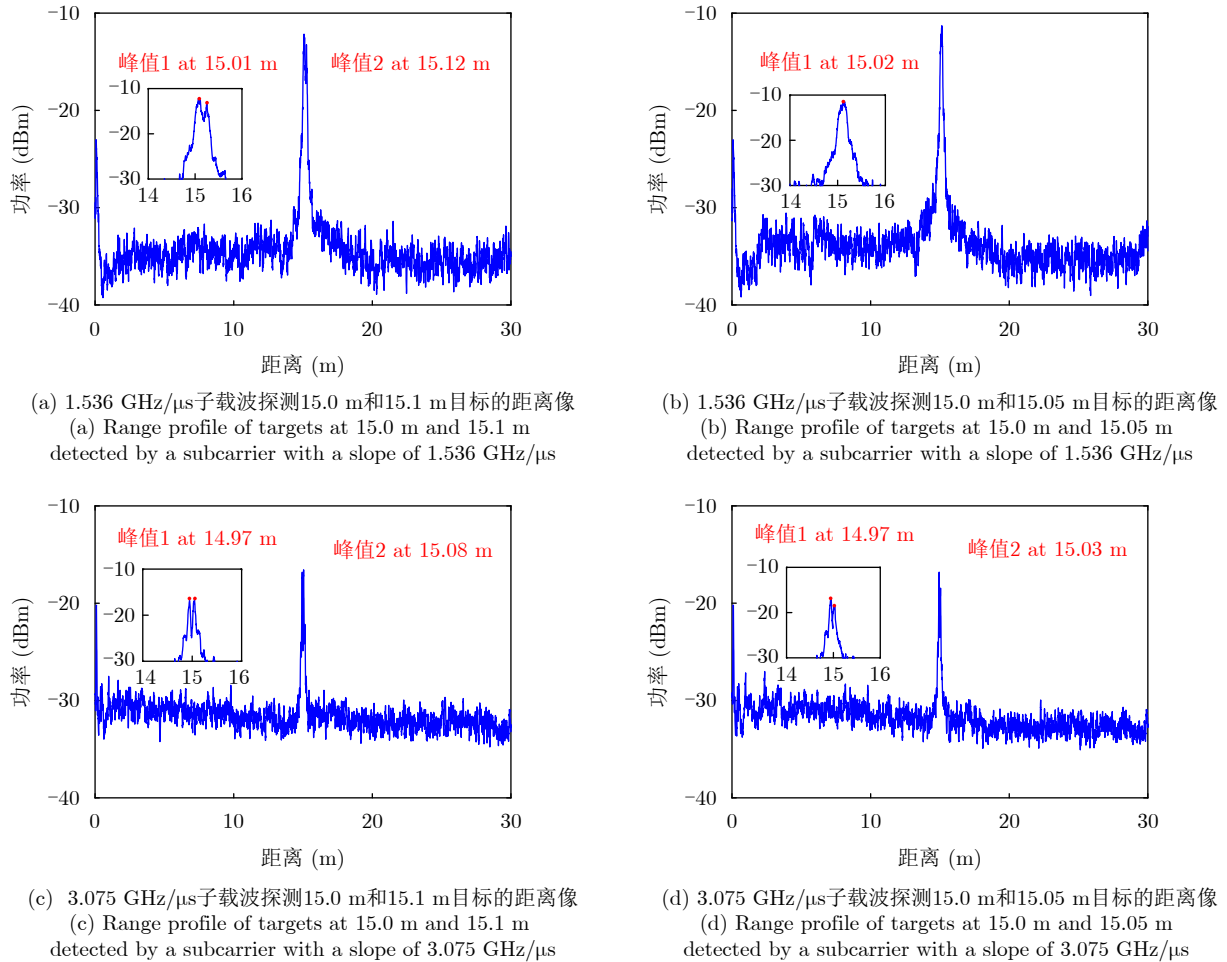 −10
−20
−30
−40
功率 (dBm)
峰值1 at 15.01 m
峰值2 at 15.12 m
−10
−20
−30
14
15
16
0
10
20
30
距离 (m)
(a) 1.536 GHz/μs子载波探测15.0 m和15.1 m目标的距离像
(a) Range profile of targets at 15.0 m and 15.1 m
detected by a subcarrier with a slope of 1.536 GHz/μs
−10
−20
−30
−40
功率 (dBm)
峰值1 at 15.02 m
−10
−20
−30
14
15
16
0
10
20
30
距离 (m)
(b) 1.536 GHz/μs子载波探测15.0 m和15.05 m目标的距离像
(b) Range profile of targets at 15.0 m and 15.05 m
detected by a subcarrier with a slope of 1.536 GHz/μs
−10
−20
−30
−40
功率 (dBm)
峰值1 at 14.97 m
峰值2 at 15.08 m
−10
−20
−30
14
15
16
0
10
20
30
距离 (m)
(c) 3.075 GHz/μs子载波探测15.0 m和15.1 m目标的距离像
(c) Range profile of targets at 15.0 m and 15.1 m
detected by a subcarrier with a slope of 3.075 GHz/μs
−10
−20
−30
−40
功率 (dBm)
峰值1 at 14.97 m
峰值2 at 15.03 m
−10
−20
−30
14
15
16
0
10
20
30
距离 (m)
(d) 3.075 GHz/μs子载波探测15.0 m和15.05 m目标的距离像
(d) Range profile of targets at 15.0 m and 15.05 m
detected by a subcarrier with a slope of 3.075 GHz/μs